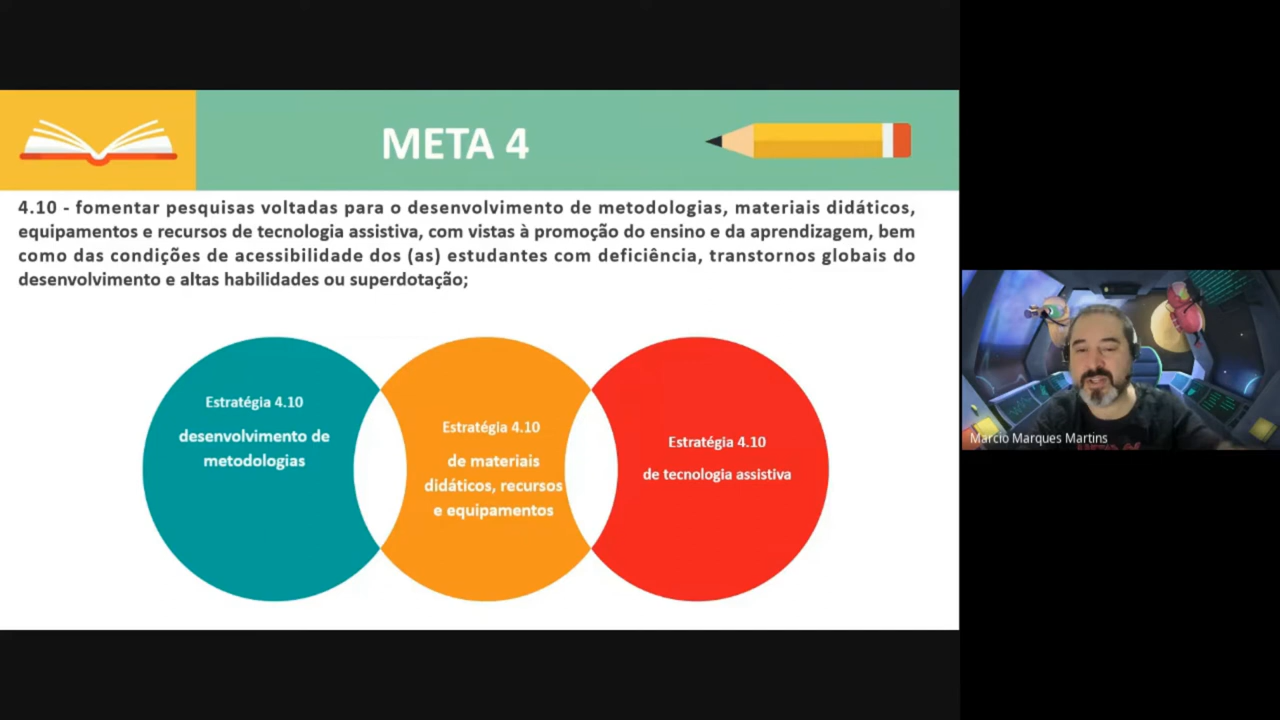 META 4
4.10 - fomentar pesquisas voltadas para o desenvolvimento de metodologias, materiais didáticos,
equipamentos e recursos de tecnologia assistiva, com vistas à promoção do ensino e da aprendizagem, bem
como das condições de acessibilidade dos (as) estudantes com deficiência, transtornos globais do
desenvolvimento e altas habilidades ou superdotação;
Estratégia 4.10
desenvolvimento de
metodologias
Estratégia 4.10
de materiais
didáticos, recursos
e equipamentos
Estratégia 4.10
de tecnologia assistiva
Marcio Marques Martins